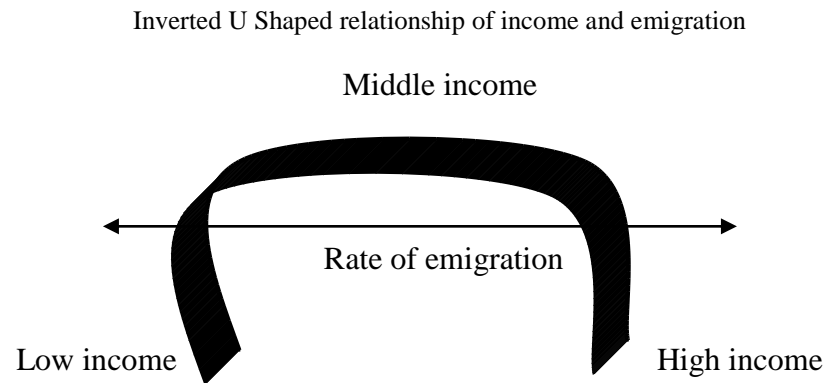 Inverted U Shaped relationship of income and emigration
Middle income
Rate of emigration
Low income
High income